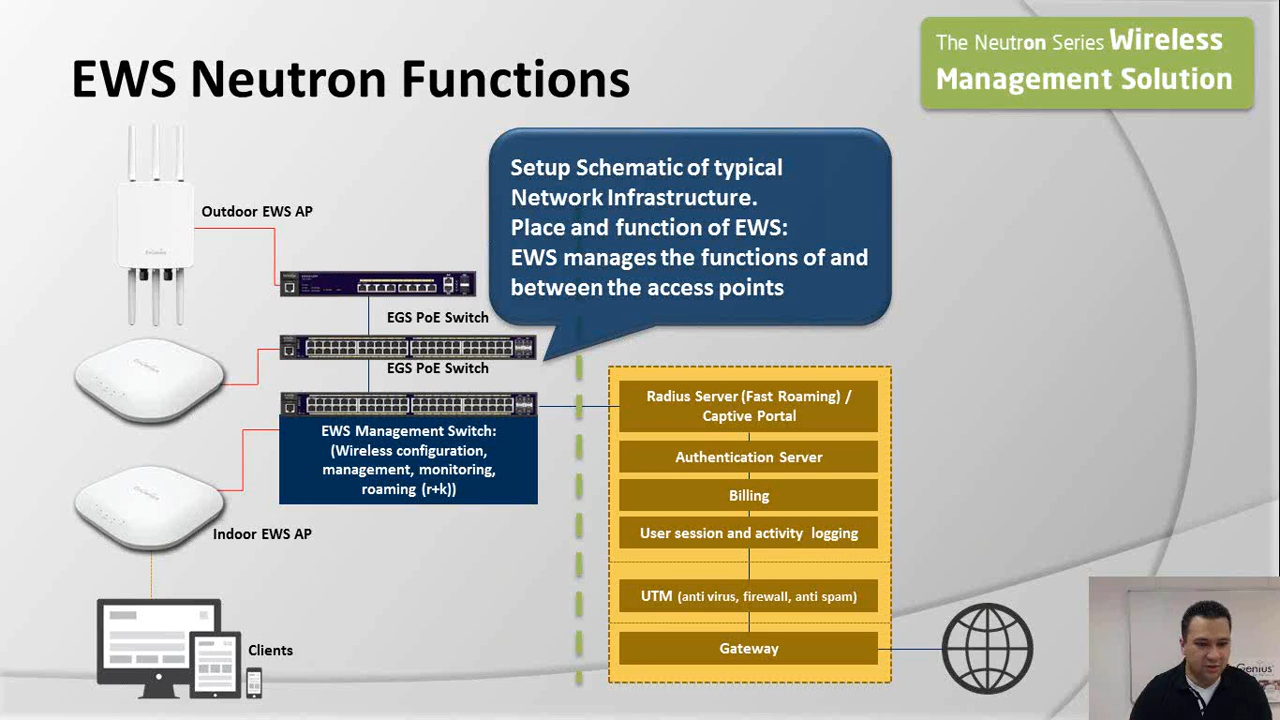 EWS Neutron Functions
The Neutron Series Wireless
Management Solution
Setup Schematic of typical
Network Infrastructure.
Place and function of EWS:
EWS manages the functions of and
between the access points
Outdoor EWS AP
EGS PoE Switch
EGS PoE Switch
EWS Management Switch:
(Wireless configuration,
management, monitoring,
roaming (r+k))
Indoor EWS AP
Clients
Radius Server (Fast Roaming) /
Captive Portal
Authentication Server
Billing
User session and activity logging
UTM (anti virus, firewall, anti spam)
Gateway
Genius